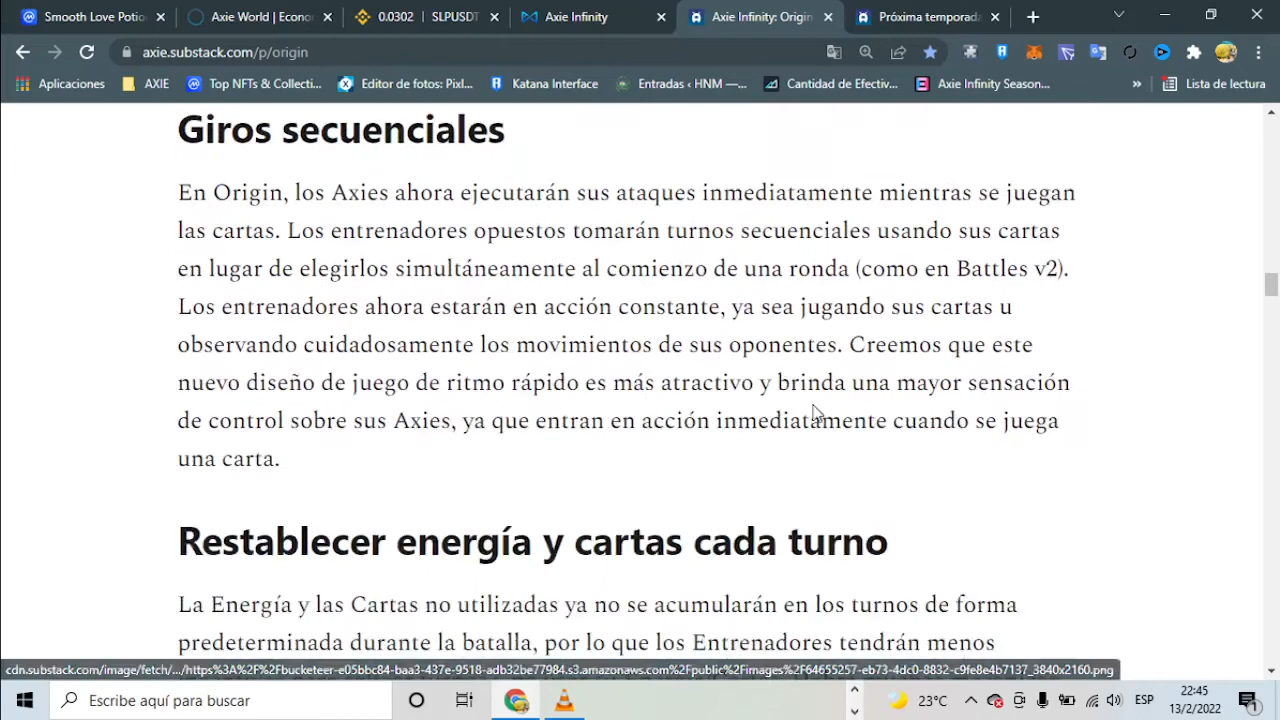 Smooth Love Potio
Axie World | Econo
0.0302 | SLPUSDT
Axie Infinity
Axie Infinity: Origin
Próxima temporada
axie.substack.com/p/origin
Aplicaciones
AXIE
Top NFTs & Collecti...
Editor de fotos: Pixl...
Katana Interface
Entradas ‹ HNM —...
Cantidad de Efectiv...
Axie Infinity Season...
»
Lista de lectura
Giros secuenciales
En Origin, los Axies ahora ejecutarán sus ataques inmediatamente mientras se juegan
las cartas. Los entrenadores opuestos tomarán turnos secuenciales usando sus cartas
en lugar de elegirlos simultáneamente al comienzo de una ronda (como en Battles v2).
Los entrenadores ahora estarán en acción constante, ya sea jugando sus cartas u
observando cuidadosamente los movimientos de sus oponentes. Creemos que este
nuevo diseño de juego de ritmo rápido es más atractivo y brinda una mayor sensación
de control sobre sus Axies, ya que entran en acción inmediatamente cuando se juega
una carta.
Restablecer energía y cartas cada turno
La Energía y las Cartas no utilizadas ya no se acumularán en los turnos de forma
predeterminada durante la batalla, por lo que los Entrenadores tendrán menos
cdn.substack.com/image/fetch/.../https%3A%2F%2Fbucketeer-e05bbc84-baa3-437e-9518-adb32be77984.s3.amazonaws.com%2Fpublic%2Fimages%2F64655257-eb73-4dc0-8832-c9fe8e4b7137_3840x2160.png
Escribe aquí para buscar
23°C
ESP
22:45
13/2/2022
1